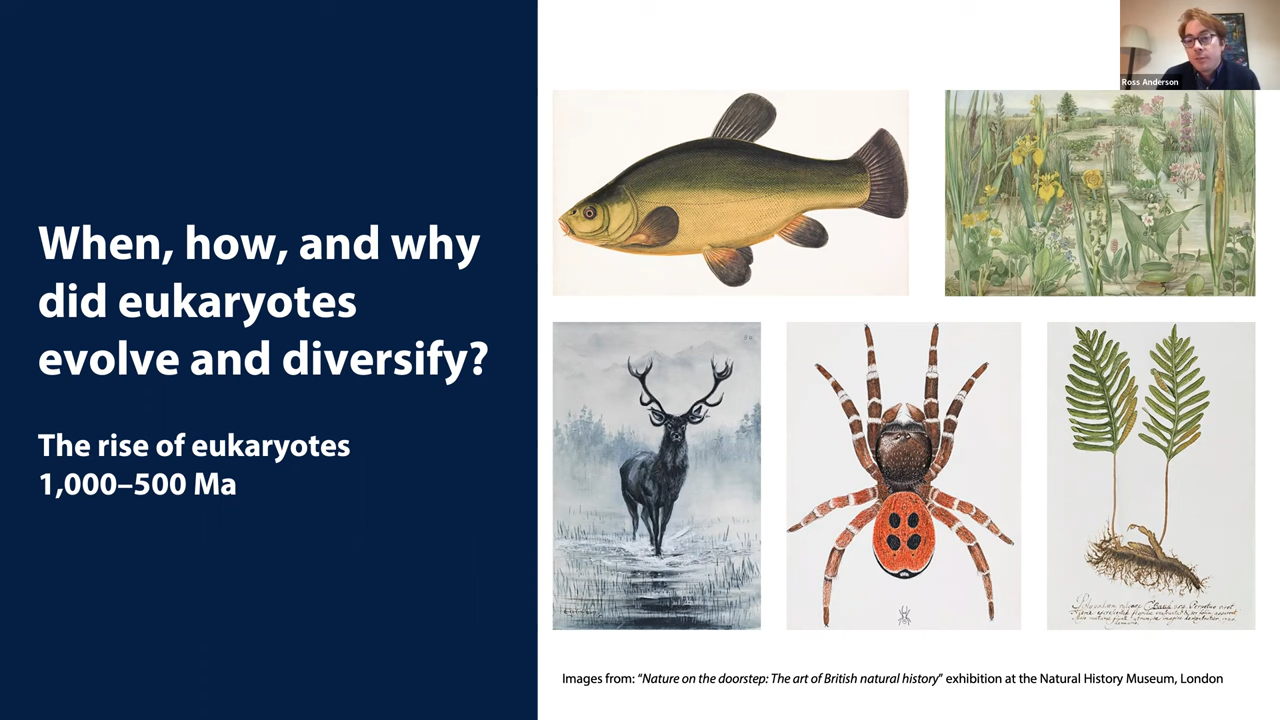 When, how, and why
did eukaryotes
evolve and diversify?
The rise of eukaryotes
1,000–500 Ma
Ross Anderson
Images from: “Nature on the doorstep: The art of British natural history” exhibition at the Natural History Museum, London